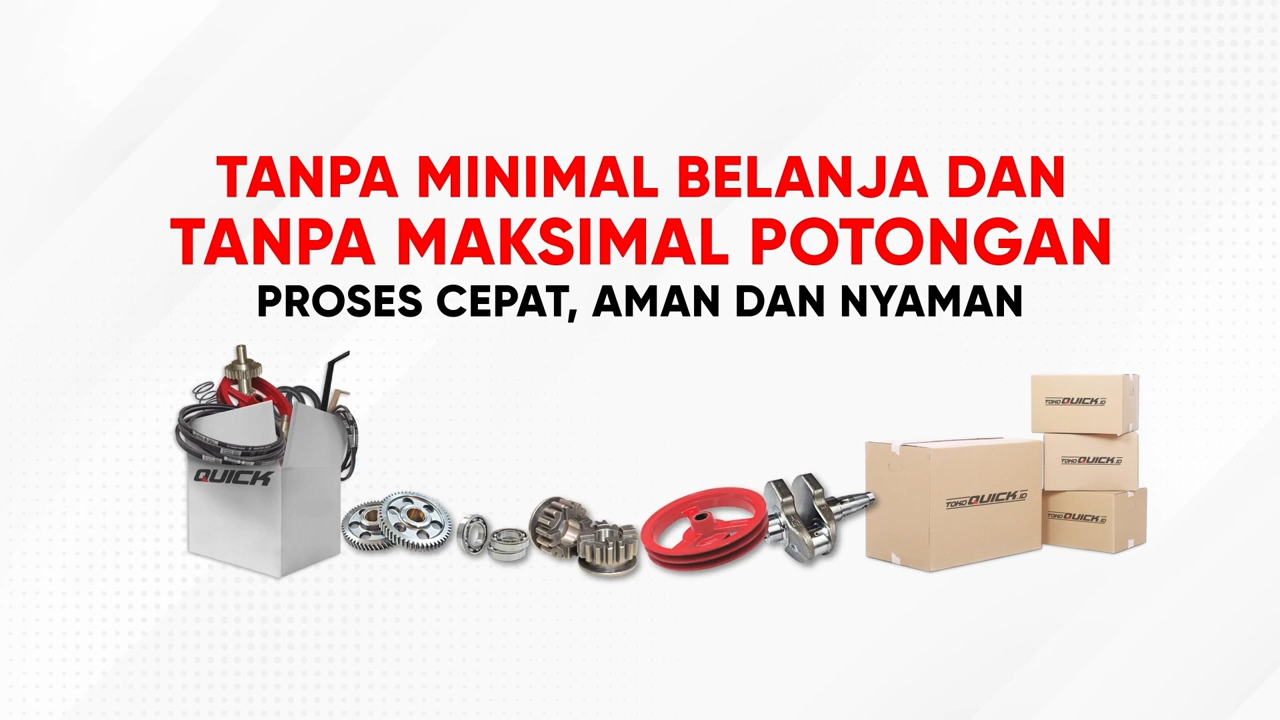 TANPA MINIMAL BELANJA DAN
TANPA MAKSIMAL POTONGAN
PROSES CEPAT, AMAN DAN NYAMAN
QUICK
TOKOQUICK.ID
TOKOQUICK.ID
TOKOQUICK.ID
TOKOQUICK.ID